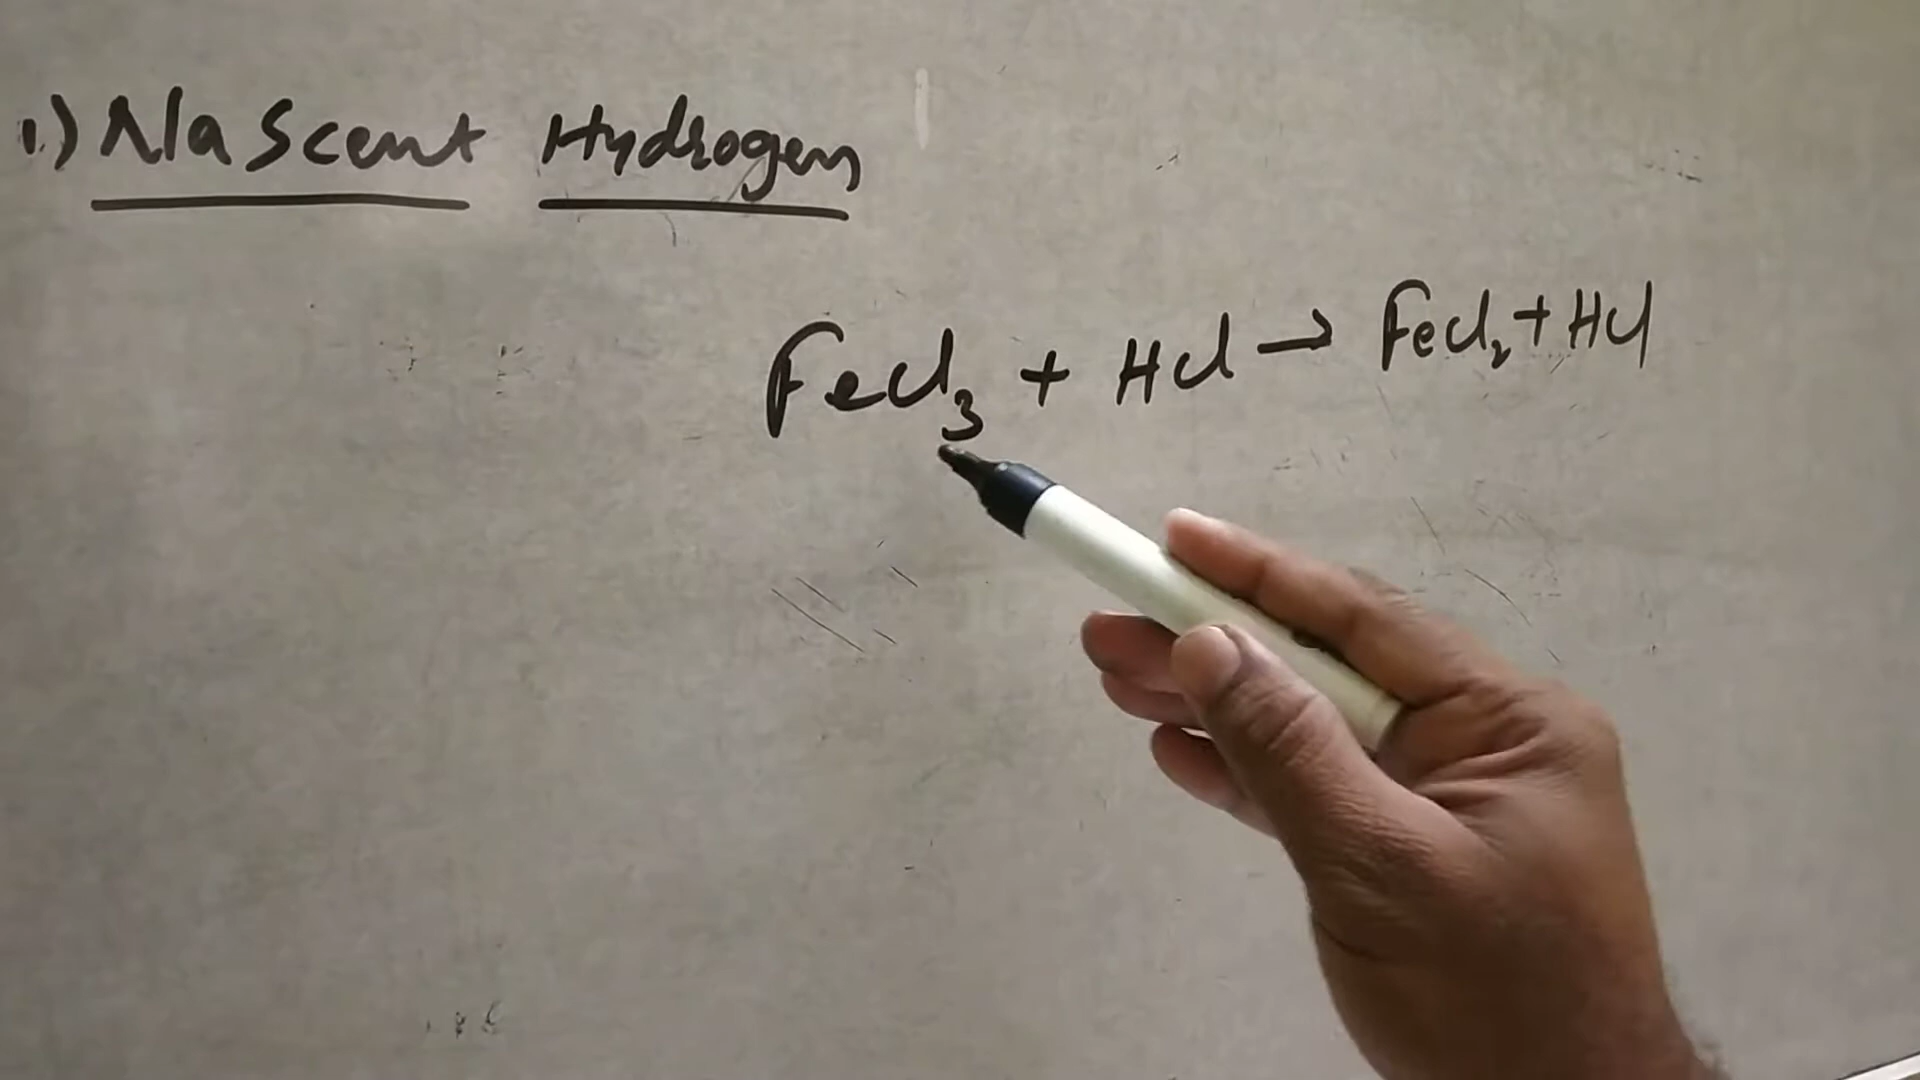 1.) Nascent Hydrogen
FeCl₃ + HCl → FeCl₂ + HCl